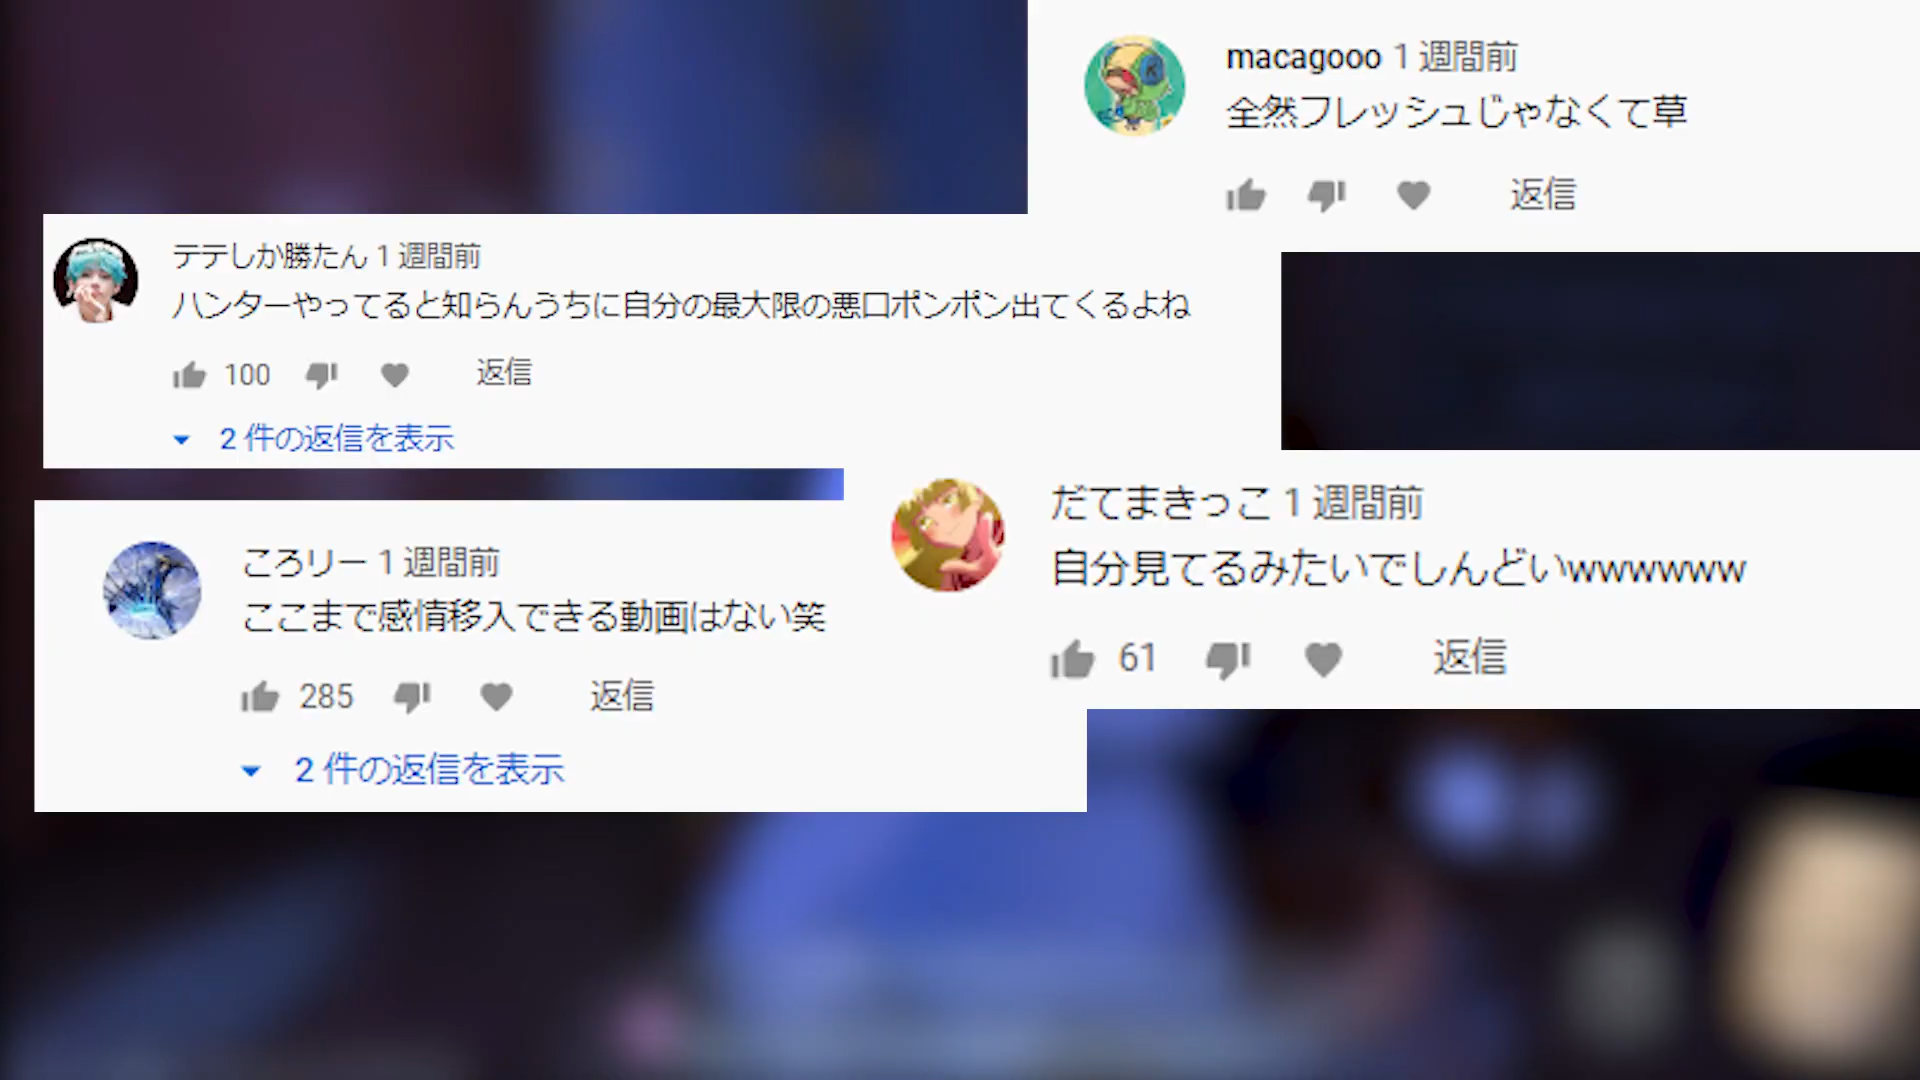 macagooo 1 週間前
全然フレッシュじゃなくて草
返信
テテしか勝たん 1 週間前
ハンターやってると知らんうちに自分の最大限の悪口ポンポン出てくるよね
100 返信
2 件の返信を表示
だてまきっこ 1 週間前
自分見てるみたいでしんどいwwwwww
61 返信
ころリー 1 週間前
ここまで感情移入できる動画はない笑
285 返信
2 件の返信を表示